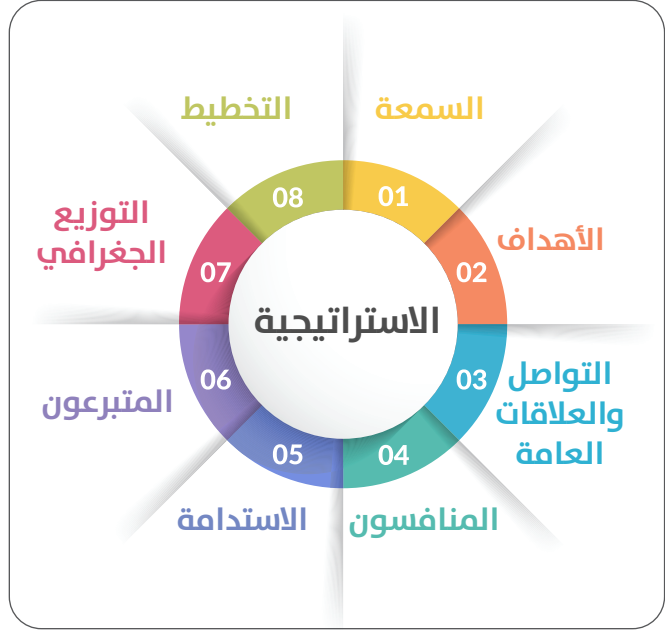 السمعة
01
الأهداف
02
التواصل
والعلاقات
العامة
03
المنافسون
04
الاستدامة
05
المتبرعون
06
التوزيع
الجغرافي
07
التخطيط
08
الاستراتيجية